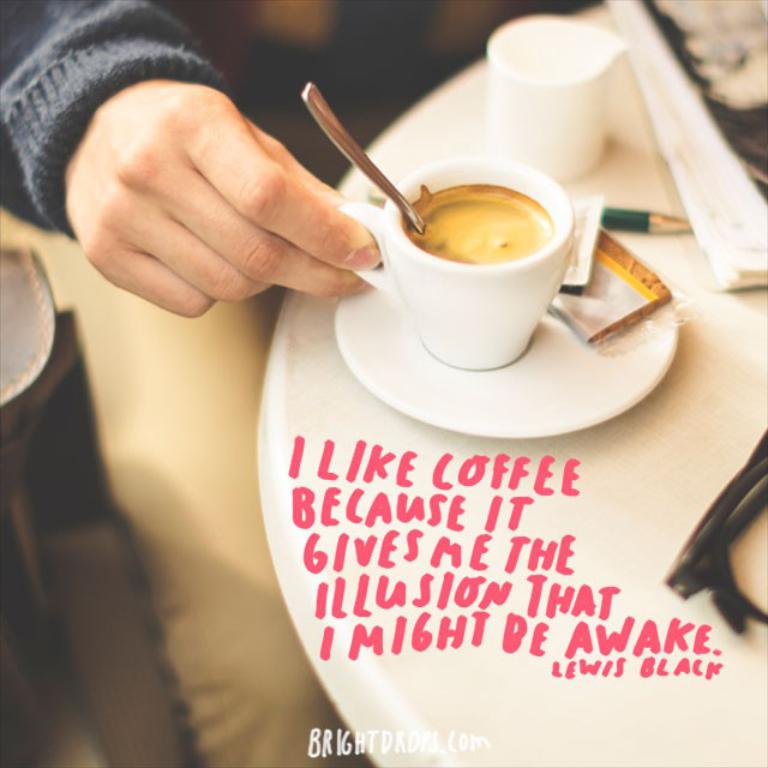 I LIKE COFFEE
BECAUSE IT
GIVES ME THE
ILLUSION THAT
I MIGHT BE AWAKE.
LEWIS BLACK
BRIGHTDROPS.COM